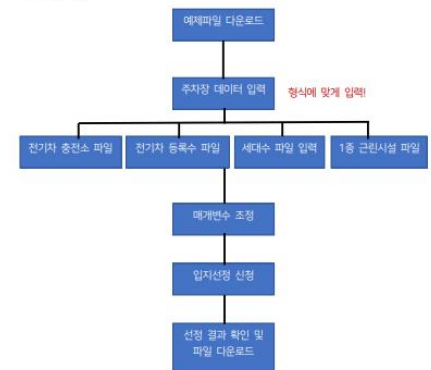 예제파일 다운로드
주차장 데이터 입력
형식에 맞게 입력!
전기차 충전소 파일
전기차 등록수 파일
세대수 파일 입력
1종 근린시설 파일
매개변수 조정
입지선정 신청
선정 결과 확인 및
파일 다운로드